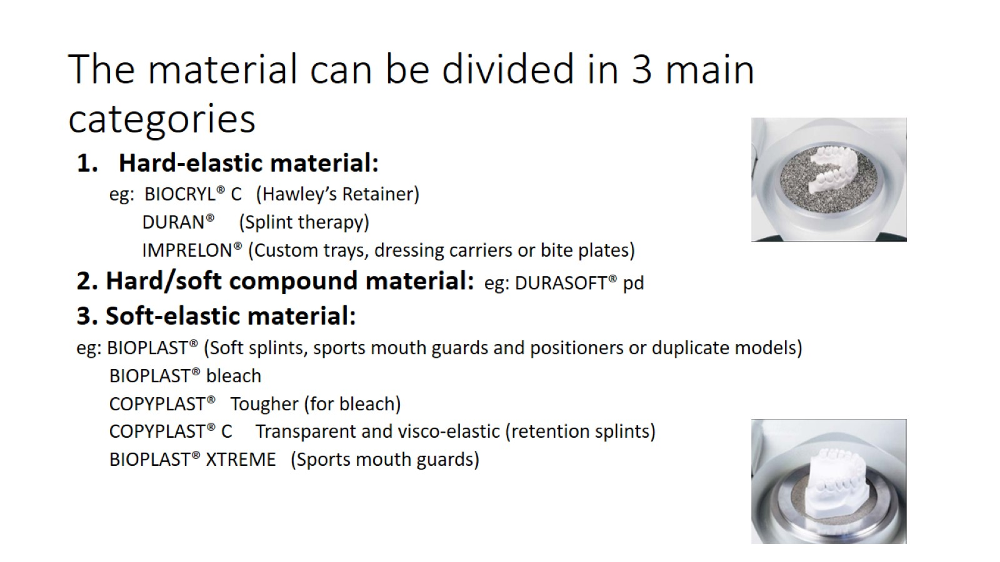 The material can be divided in 3 main
categories
1. Hard-elastic material:
eg: BIOCRYL® C (Hawley’s Retainer)
DURAN® (Splint therapy)
IMPRELON® (Custom trays, dressing carriers or bite plates)
2. Hard/soft compound material: eg: DURASOFT® pd
3. Soft-elastic material:
eg: BIOPLAST® (Soft splints, sports mouth guards and positioners or duplicate models)
BIOPLAST® bleach
COPYPLAST® Tougher (for bleach)
COPYPLAST® C Transparent and visco-elastic (retention splints)
BIOPLAST® XTREME (Sports mouth guards)